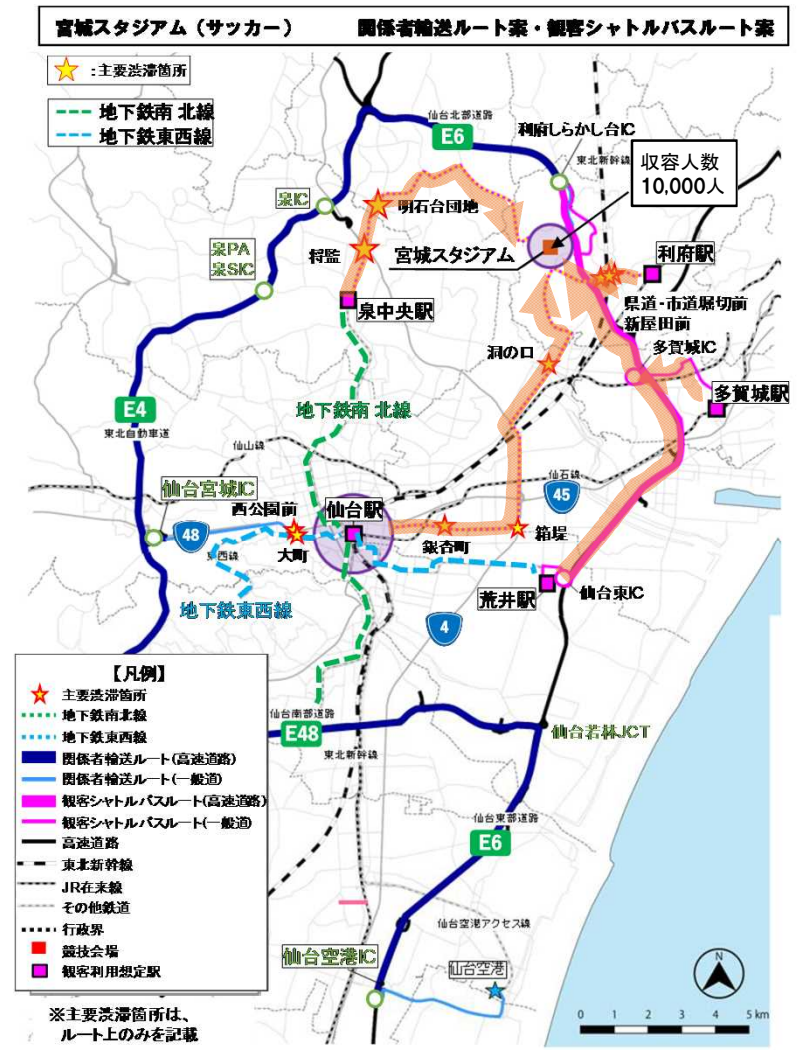 宮城スタジアム（サッカー）　　関係者輸送ルート案・観客シャトルバスルート案
：主要渋滞箇所
地下鉄南北線
地下鉄東西線
仙台北部道路
E6
利府しらかし台IC
東北新幹線
収容人数
10,000人
泉IC
明石台団地
泉PA
泉SIC
将監
宮城スタジアム
利府駅
泉中央駅
県道・市道堀切前
新屋田前
洞の口
多賀城IC
多賀城駅
E4
東北自動車道
地下鉄南北線
仙山線
仙台宮城IC
仙石線
45
西公園前
仙台駅
48
東西線
大町
銀杏町
箱堤
地下鉄東西線
荒井駅
仙台東IC
4
【凡例】
主要渋滞箇所
地下鉄南北線
地下鉄東西線
関係者輸送ルート(高速道路)
関係者輸送ルート(一般道)
観客シャトルバスルート(高速道路)
観客シャトルバスルート(一般道)
高速道路
東北新幹線
JR在来線
その他鉄道
行政界
競技会場
観客利用想定駅
仙台南部道路
E48
仙台若林JCT
東北新幹線
仙台東部道路
E6
仙台空港アクセス線
仙台空港IC
仙台空港
※主要渋滞箇所は、
ルート上のみを記載
N
0 1 2 3 4 5 km